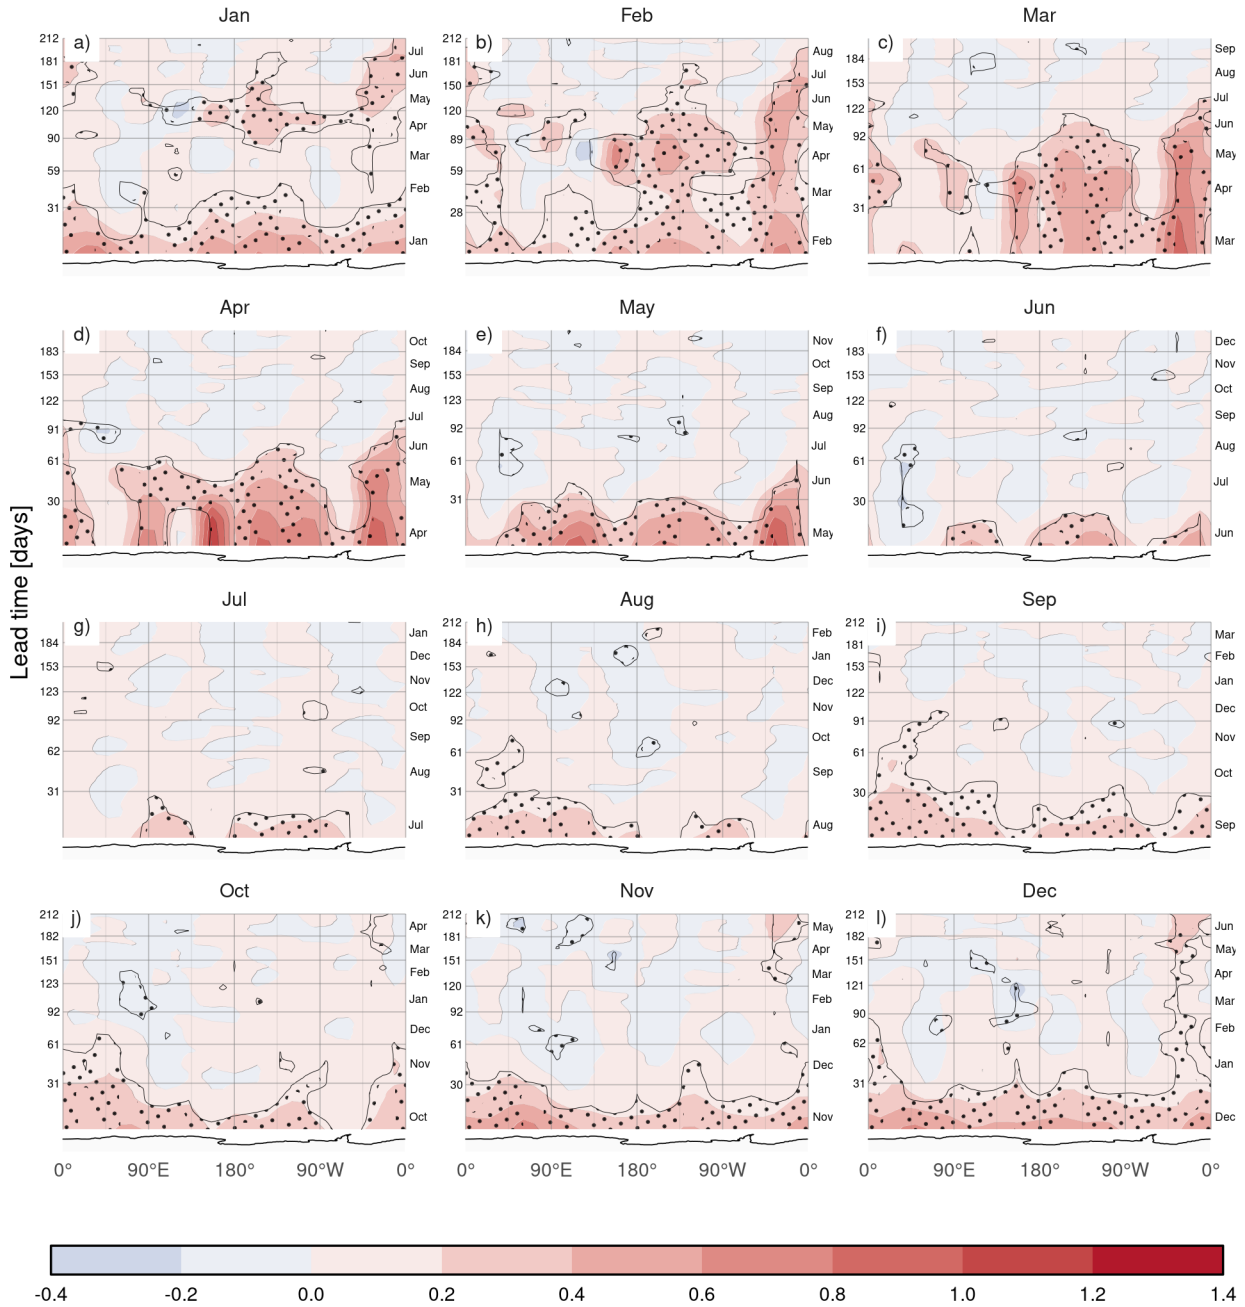 Jan Feb Mar
a) b) c)
212 181 151 120 90 59 31
Jul Jun May Apr Mar Feb Jan
212 181 150 120 89 59 28
Aug Jul Jun May Apr Mar Feb
184 153 122 92 61 31
Sep Aug Jul Jun May Apr Mar
Apr May Jun
d) e) f)
183 153 122 91 61 30
Oct Sep Aug Jul Jun May Apr
184 153 122 92 61 31
Nov Oct Sep Aug Jul Jun May
183 153 122 91 61 30
Dec Nov Oct Sep Aug Jul Jun
Lead time [days]
Jul Aug Sep
g) h) i)
184 153 123 92 62 31
Jan Dec Nov Oct Sep Aug Jul
212 184 153 122 92 61 31
Feb Jan Dec Nov Oct Sep Aug
212 181 153 122 91 61 30
Mar Feb Jan Dec Nov Oct Sep
Oct Nov Dec
j) k) l)
212 182 151 123 92 61 31
Apr Mar Feb Jan Dec Nov Oct
212 181 151 120 92 61 30
May Apr Mar Feb Jan Dec Nov
212 182 151 121 90 62 31
Jun May Apr Mar Feb Jan Dec
0° 90°E 180° 90°W 0° 0° 90°E 180° 90°W 0° 0° 90°E 180° 90°W 0°
-0.4 -0.2 0.0 0.2 0.4 0.6 0.8 1.0 1.2 1.4